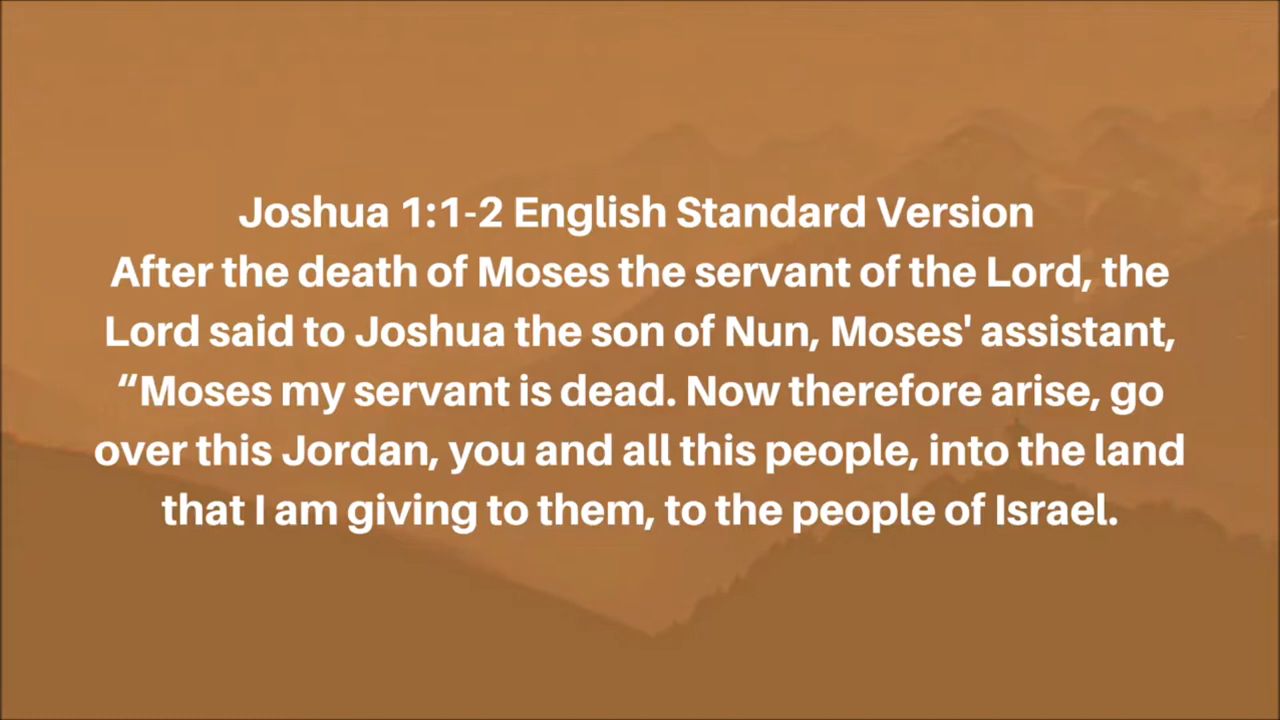 Joshua 1:1-2 English Standard Version
After the death of Moses the servant of the Lord, the
Lord said to Joshua the son of Nun, Moses' assistant,
“Moses my servant is dead. Now therefore arise, go
over this Jordan, you and all this people, into the land
that I am giving to them, to the people of Israel.